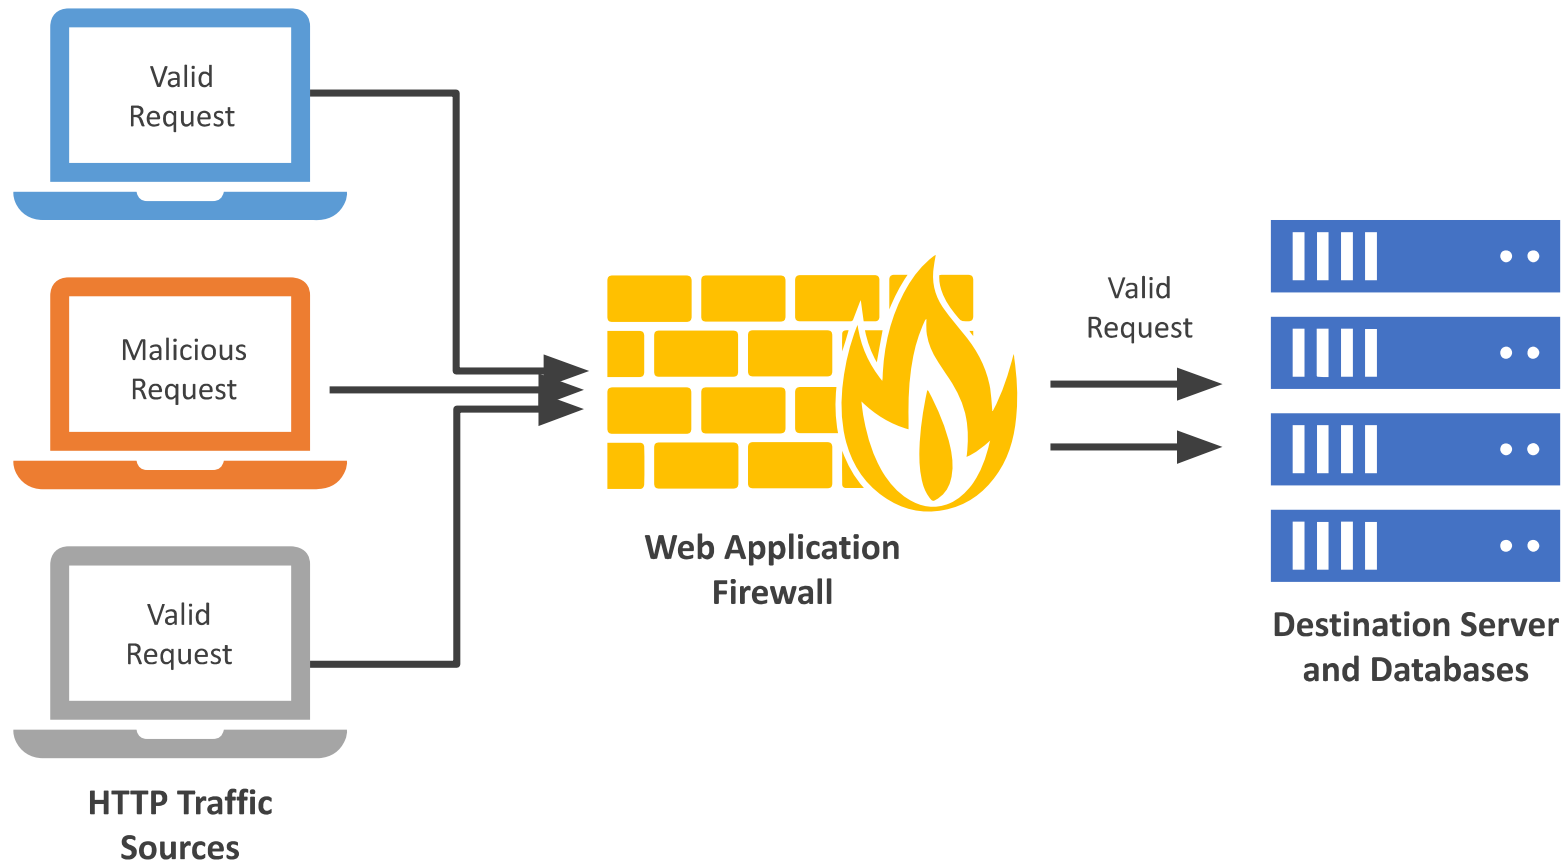 Valid
Request
Malicious
Request
Valid
Request
HTTP Traffic
Sources
Web Application
Firewall
Valid
Request
Destination Server
and Databases